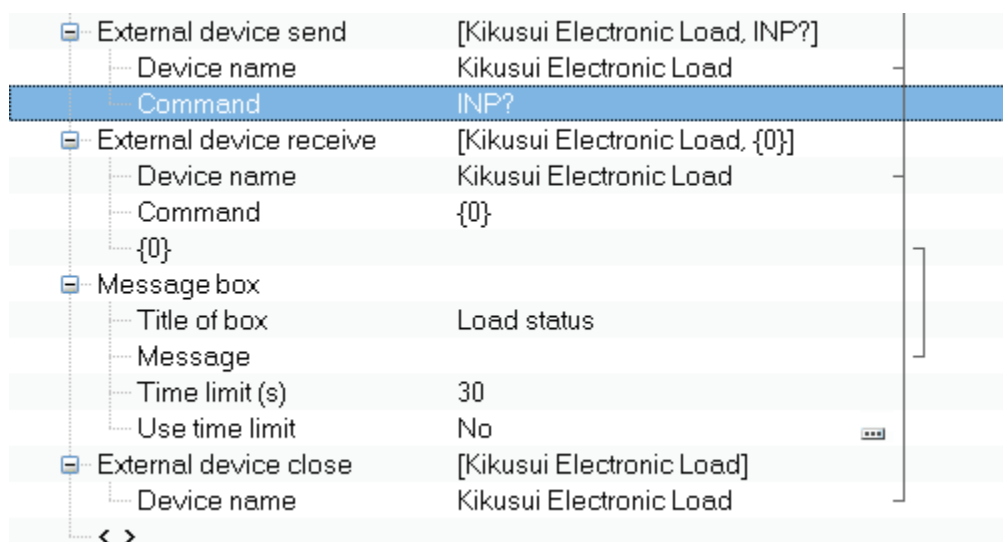 External device send [Kikusui Electronic Load, INP?]
Device name Kikusui Electronic Load
Command INP?
External device receive [Kikusui Electronic Load, {0}]
Device name Kikusui Electronic Load
Command {0}
{0}
Message box
Title of box Load status
Message
Time limit (s) 30
Use time limit No
External device close [Kikusui Electronic Load]
Device name Kikusui Electronic Load
<>